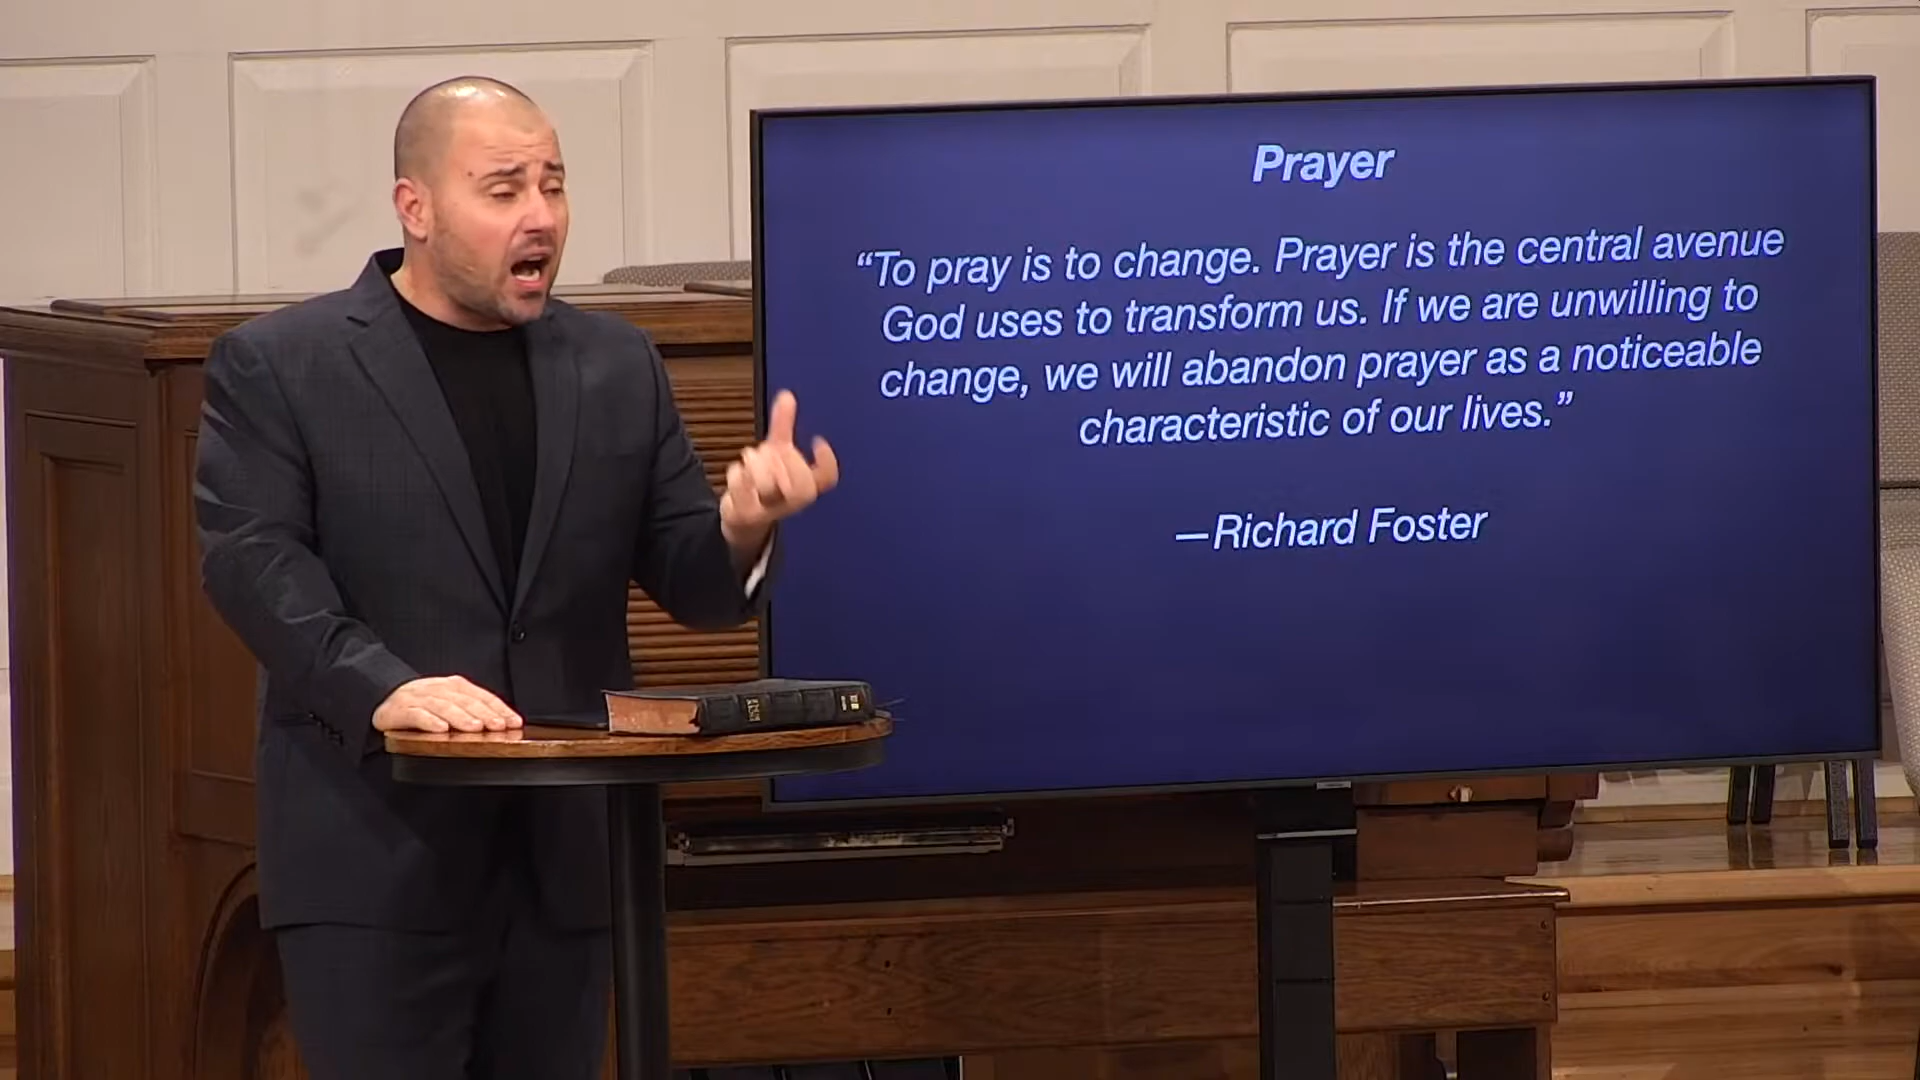 Prayer
“To pray is to change. Prayer is the central avenue
God uses to transform us. If we are unwilling to
change, we will abandon prayer as a noticeable
characteristic of our lives.”
—Richard Foster